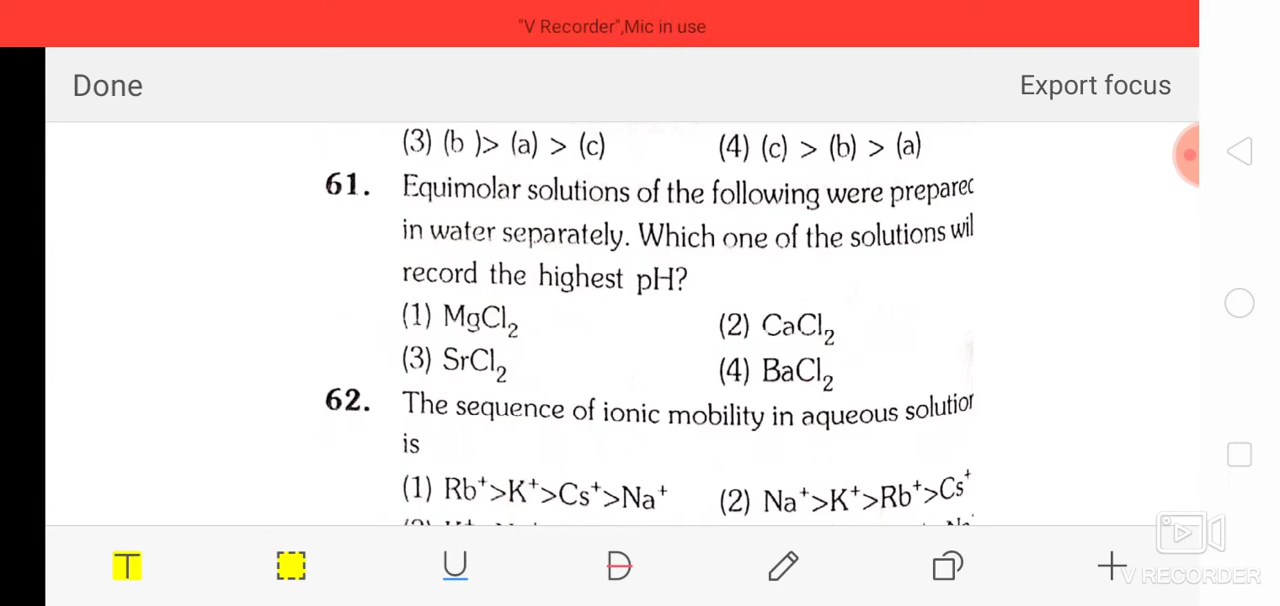 "V Recorder",Mic in use
Done
Export focus
(3) (b )> (a) > (c)
(4) (c) > (b) > (a)
61. Equimolar solutions of the following were prepared
in water separately. Which one of the solutions wil
record the highest pH?
(1) MgCl₂
(2) CaCl₂
(3) SrCl₂
(4) BaCl₂
62. The sequence of ionic mobility in aqueous solution
is
(1) Rb⁺>K⁺>Cs⁺>Na⁺
(2) Na⁺>K⁺>Rb⁺>Cs⁺
T
U
D
V RECORDER